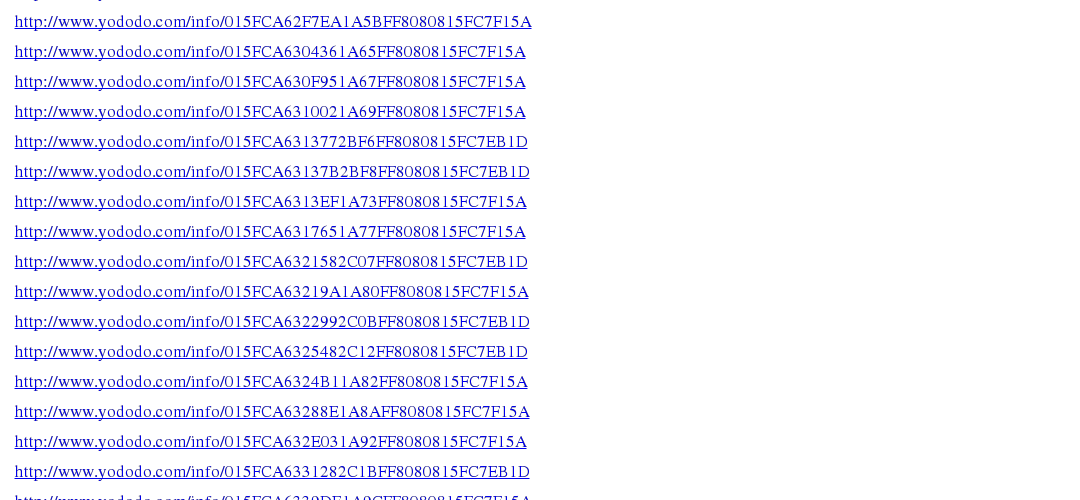 http://www.yododo.com/info/015FCA62F7EA1A5BFF8080815FC7F15A
http://www.yododo.com/info/015FCA6304361A65FF8080815FC7F15A
http://www.yododo.com/info/015FCA630F951A67FF8080815FC7F15A
http://www.yododo.com/info/015FCA6310021A69FF8080815FC7F15A
http://www.yododo.com/info/015FCA6313772BF6FF8080815FC7EB1D
http://www.yododo.com/info/015FCA63137B2BF8FF8080815FC7EB1D
http://www.yododo.com/info/015FCA6313EF1A73FF8080815FC7F15A
http://www.yododo.com/info/015FCA6317651A77FF8080815FC7F15A
http://www.yododo.com/info/015FCA6321582C07FF8080815FC7EB1D
http://www.yododo.com/info/015FCA63219A1A80FF8080815FC7F15A
http://www.yododo.com/info/015FCA6322992C0BFF8080815FC7EB1D
http://www.yododo.com/info/015FCA6325482C12FF8080815FC7EB1D
http://www.yododo.com/info/015FCA6324B11A82FF8080815FC7F15A
http://www.yododo.com/info/015FCA63288E1A8AFF8080815FC7F15A
http://www.yododo.com/info/015FCA632E031A92FF8080815FC7F15A
http://www.yododo.com/info/015FCA6331282C1BFF8080815FC7EB1D